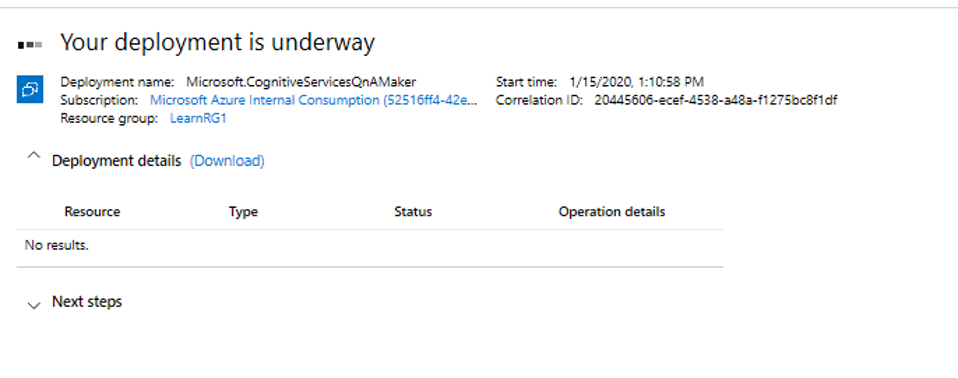 Your deployment is underway
Deployment name: Microsoft.CognitiveServicesQnAMaker Start time: 1/15/2020, 1:10:58 PM
Subscription: Microsoft Azure Internal Consumption (52516ff4-42e... Correlation ID: 20445606-ecef-4538-a48a-f1275bc8f1df
Resource group: LearnRG1
Deployment details (Download)
Resource Type Status Operation details
No results.
Next steps